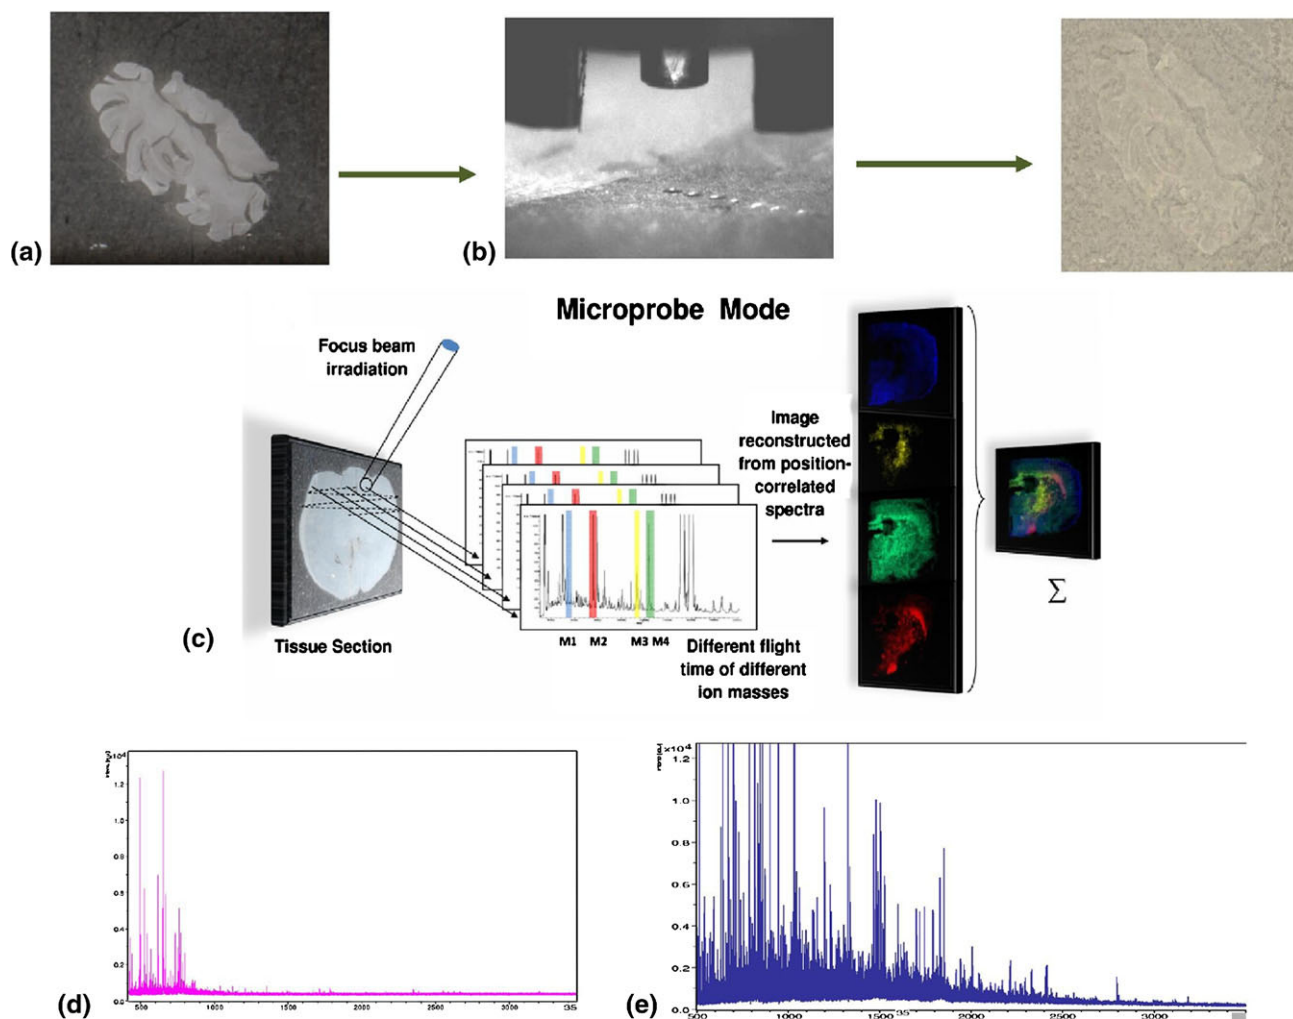 (a)
(b)
Microprobe Mode
Focus beam
irradiation
Image
reconstructed
from position-
correlated
spectra
(c)
Tissue Section
M1 M2 M3 M4
Different flight
time of different
ion masses
Σ
x10⁴
1.2
1.0
0.8
0.6
0.4
0.2
0.0
500 1000 1500 2000 2500 3000 35
(d)
x10⁴
1.2
1.0
0.8
0.6
0.4
0.2
0.0
500 1000 1500 35 2000 2500 3000
(e)